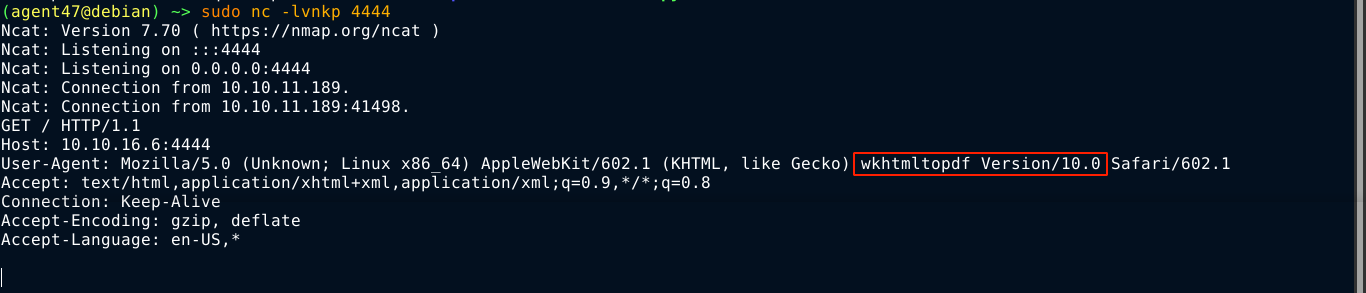 (agent47@debian) ~> sudo nc -lvnkp 4444
Ncat: Version 7.70 ( https://nmap.org/ncat )
Ncat: Listening on :::4444
Ncat: Listening on 0.0.0.0:4444
Ncat: Connection from 10.10.11.189.
Ncat: Connection from 10.10.11.189:41498.
GET / HTTP/1.1
Host: 10.10.16.6:4444
User-Agent: Mozilla/5.0 (Unknown; Linux x86_64) AppleWebKit/602.1 (KHTML, like Gecko) wkhtmltopdf Version/10.0 Safari/602.1
Accept: text/html,application/xhtml+xml,application/xml;q=0.9,*/*;q=0.8
Connection: Keep-Alive
Accept-Encoding: gzip, deflate
Accept-Language: en-US,*